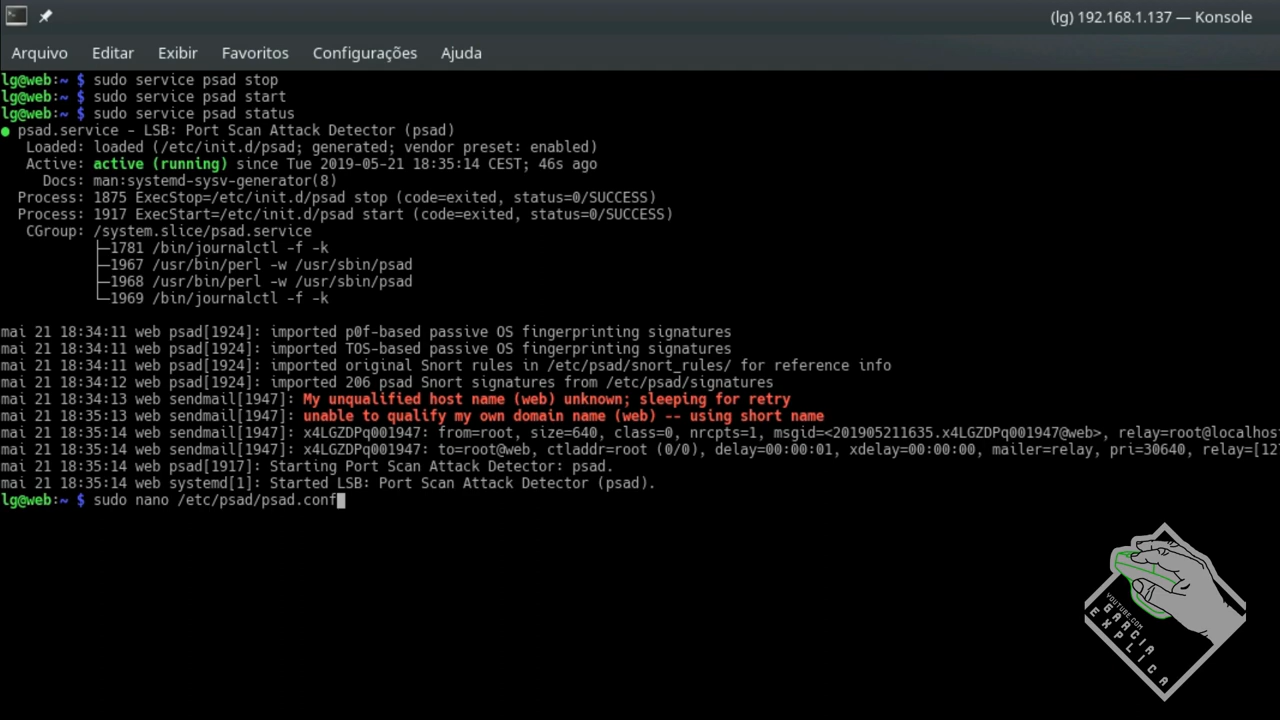 (lg) 192.168.1.137 — Konsole
Arquivo Editar Exibir Favoritos Configurações Ajuda
lg@web:~ $ sudo service psad stop
lg@web:~ $ sudo service psad start
lg@web:~ $ sudo service psad status
● psad.service - LSB: Port Scan Attack Detector (psad)
   Loaded: loaded (/etc/init.d/psad; generated; vendor preset: enabled)
   Active: active (running) since Tue 2019-05-21 18:35:14 CEST; 46s ago
     Docs: man:systemd-sysv-generator(8)
  Process: 1875 ExecStop=/etc/init.d/psad stop (code=exited, status=0/SUCCESS)
  Process: 1917 ExecStart=/etc/init.d/psad start (code=exited, status=0/SUCCESS)
   CGroup: /system.slice/psad.service
           ├─1781 /bin/journalctl -f -k
           ├─1967 /usr/bin/perl -w /usr/sbin/psad
           ├─1968 /usr/bin/perl -w /usr/sbin/psad
           └─1969 /bin/journalctl -f -k
mai 21 18:34:11 web psad[1924]: imported p0f-based passive OS fingerprinting signatures
mai 21 18:34:11 web psad[1924]: imported TOS-based passive OS fingerprinting signatures
mai 21 18:34:11 web psad[1924]: imported original Snort rules in /etc/psad/snort_rules/ for reference info
mai 21 18:34:12 web psad[1924]: imported 206 psad Snort signatures from /etc/psad/signatures
mai 21 18:34:13 web sendmail[1947]: My unqualified host name (web) unknown; sleeping for retry
mai 21 18:35:13 web sendmail[1947]: unable to qualify my own domain name (web) -- using short name
mai 21 18:35:14 web sendmail[1947]: x4LGZDPq001947: from=root, size=640, class=0, nrcpts=1, msgid=<201905211635.x4LGZDPq001947@web>, relay=root@localhos
mai 21 18:35:14 web sendmail[1947]: x4LGZDPq001947: to=root@web, ctladdr=root (0/0), delay=00:00:01, xdelay=00:00:00, mailer=relay, pri=30640, relay=[12
mai 21 18:35:14 web psad[1917]: Starting Port Scan Attack Detector: psad.
mai 21 18:35:14 web systemd[1]: Started LSB: Port Scan Attack Detector (psad).
lg@web:~ $ sudo nano /etc/psad/psad.conf
YOUTUBE.COM
GARCIA
EXPLICA